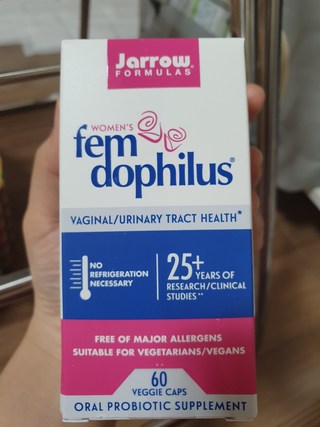 Jarrow
FORMULAS®
WOMEN'S
fem
dophilus®
VAGINAL/URINARY TRACT HEALTH*
NO
REFRIGERATION
NECESSARY
25+ YEARS OF
RESEARCH/CLINICAL
STUDIES**
FREE OF MAJOR ALLERGENS
SUITABLE FOR VEGETARIANS/VEGANS
60
VEGGIE CAPS
ORAL PROBIOTIC SUPPLEMENT